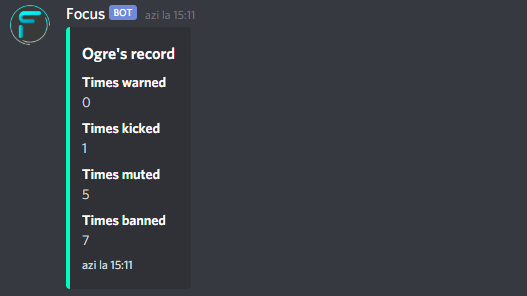 Focus BOT azi la 15:11
Ogre's record
Times warned
0
Times kicked
1
Times muted
5
Times banned
7
azi la 15:11